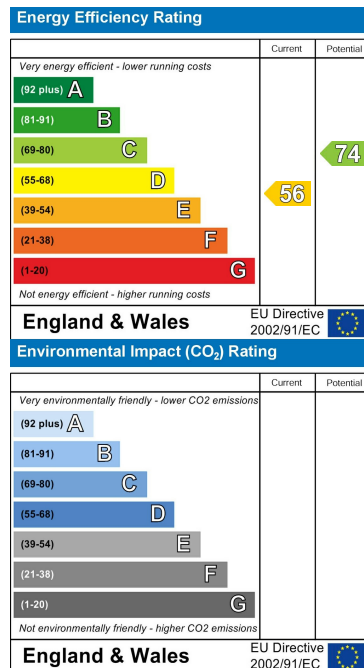 Energy Efficiency Rating
Current Potential
Very energy efficient - lower running costs
(92 plus) A
(81-91) B
(69-80) C
74
(55-68) D
56
(39-54) E
(21-38) F
(1-20) G
Not energy efficient - higher running costs
England & Wales
EU Directive
2002/91/EC
Environmental Impact (CO₂) Rating
Current Potential
Very environmentally friendly - lower CO2 emissions
(92 plus) A
(81-91) B
(69-80) C
(55-68) D
(39-54) E
(21-38) F
(1-20) G
Not environmentally friendly - higher CO2 emissions
England & Wales
EU Directive
2002/91/EC